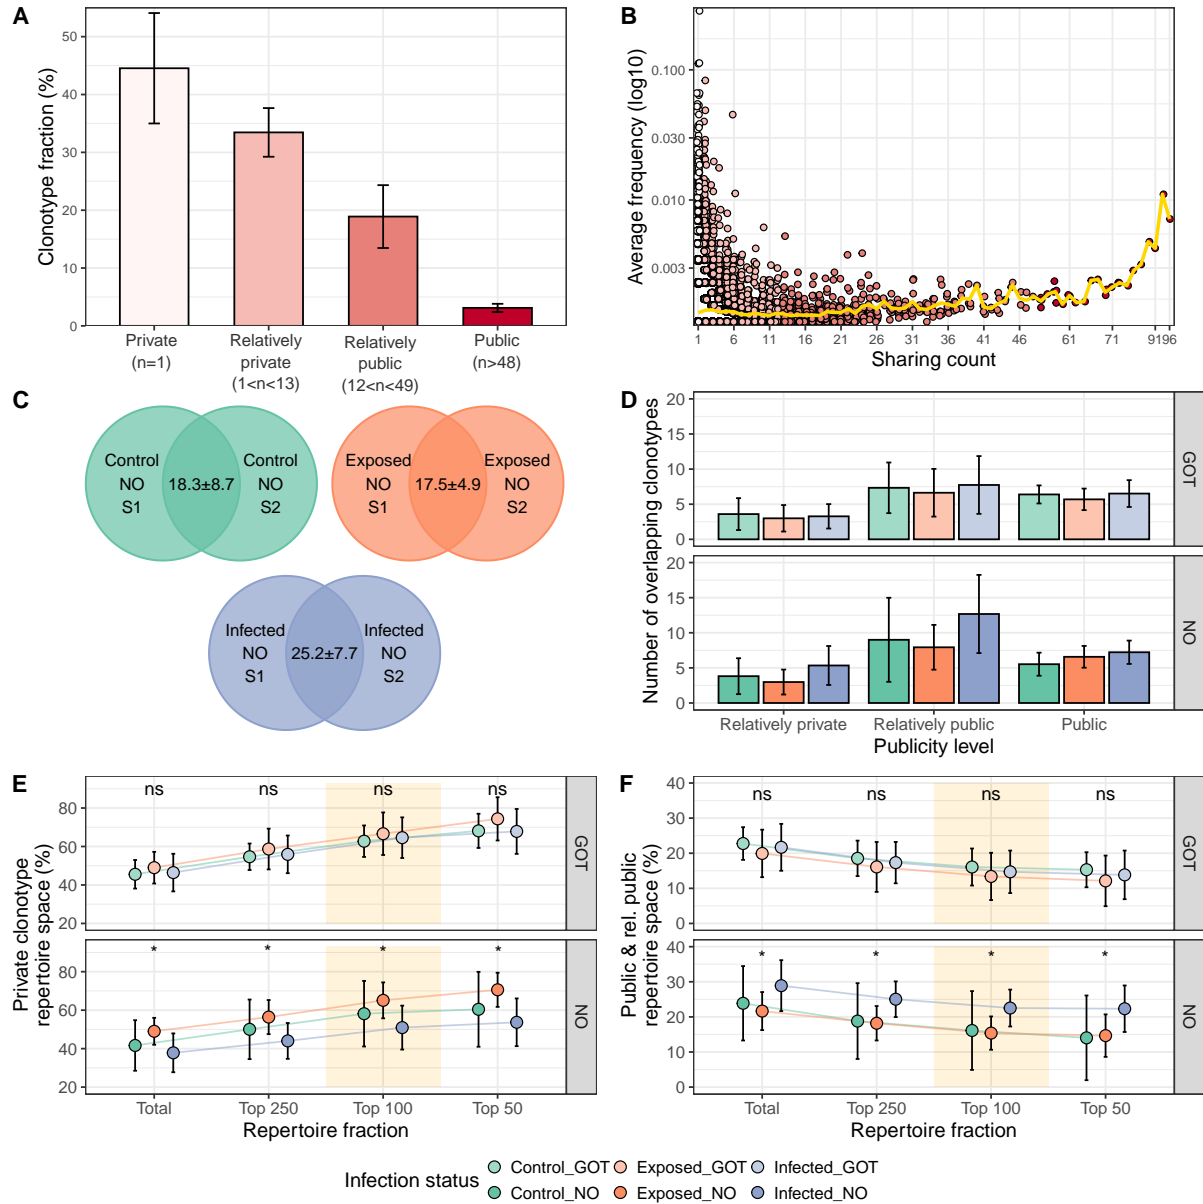 A
Clonotype fraction (%)
50
40
30
20
10
0
Private
(n=1)
Relatively
private
(1<n<13)
Relatively
public
(12<n<49)
Public
(n>48)
B
Average frequency (log10)
0.100
0.030
0.010
0.003
1 6 11 16 21 26 31 36 41 46 61 71 91 96
Sharing count
C
Control
NO
S1
18.3±8.7
Control
NO
S2
Exposed
NO
S1
17.5±4.9
Exposed
NO
S2
Infected
NO
S1
25.2±7.7
Infected
NO
S2
D
Number of overlapping clonotypes
20
15
10
5
0
GOT
20
15
10
5
0
NO
Relatively private Relatively public Public
Publicity level
E
Private clonotype
repertoire space (%)
80
60
40
20
ns ns ns ns
GOT
80
60
40
20
* * * *
NO
Total Top 250 Top 100 Top 50
Repertoire fraction
F
Public & rel. public
repertoire space (%)
40
30
20
10
0
ns ns ns ns
GOT
40
30
20
10
0
* * * *
NO
Total Top 250 Top 100 Top 50
Repertoire fraction
Infection status
Control_GOT Exposed_GOT Infected_GOT
Control_NO Exposed_NO Infected_NO